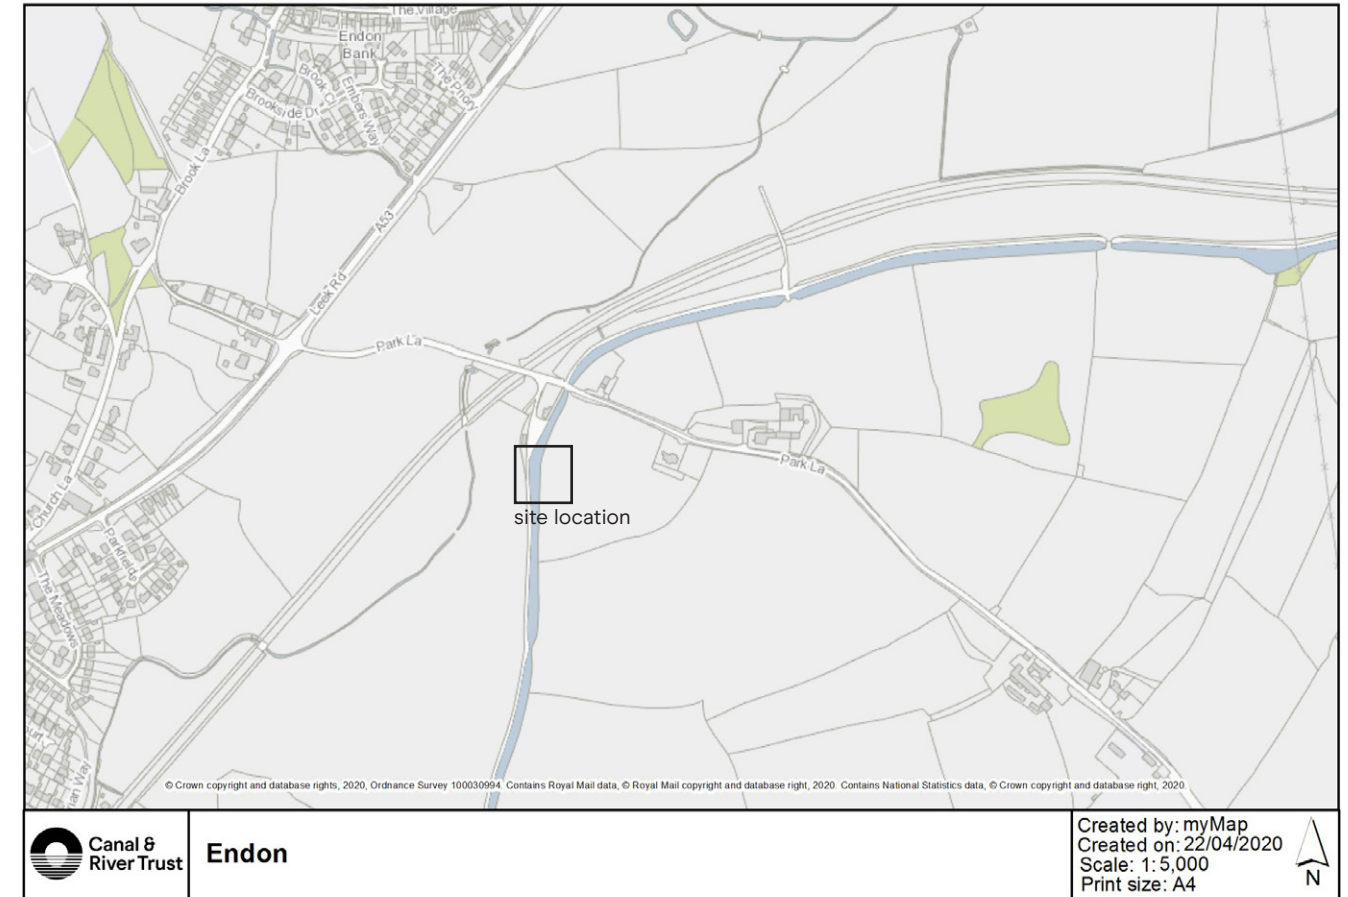 The Village
Endon
Bank
Brook Cl
Embers Way
The Priory
Brookside Dr
Brook La
A53
Leek Rd
Park La
Park La
site location
Church La
Parkfields
The Meadows
© Crown copyright and database rights, 2020, Ordnance Survey 100030994. Contains Royal Mail data, © Royal Mail copyright and database right, 2020. Contains National Statistics data, © Crown copyright and database right, 2020.
Canal &
River Trust
Endon
Created by: myMap
Created on: 22/04/2020
Scale: 1:5,000
Print size: A4
N